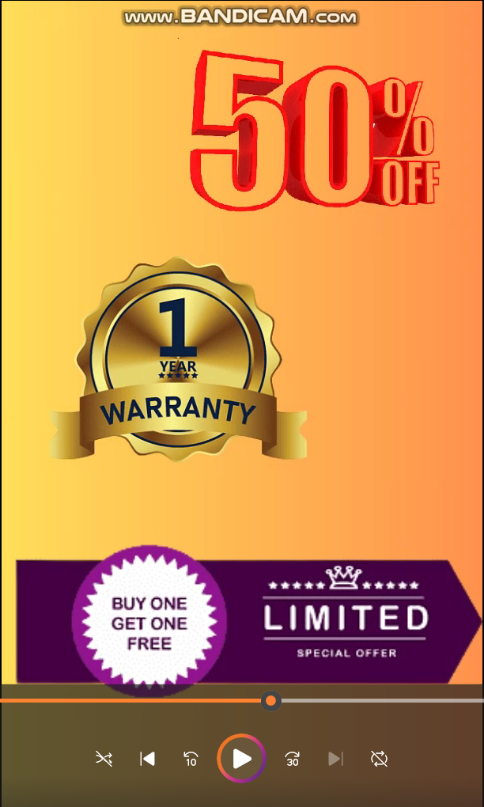 www.BANDICAM.com
50%
OFF
1
YEAR
WARRANTY
BUY ONE
GET ONE
FREE
LIMITED
SPECIAL OFFER
10
30